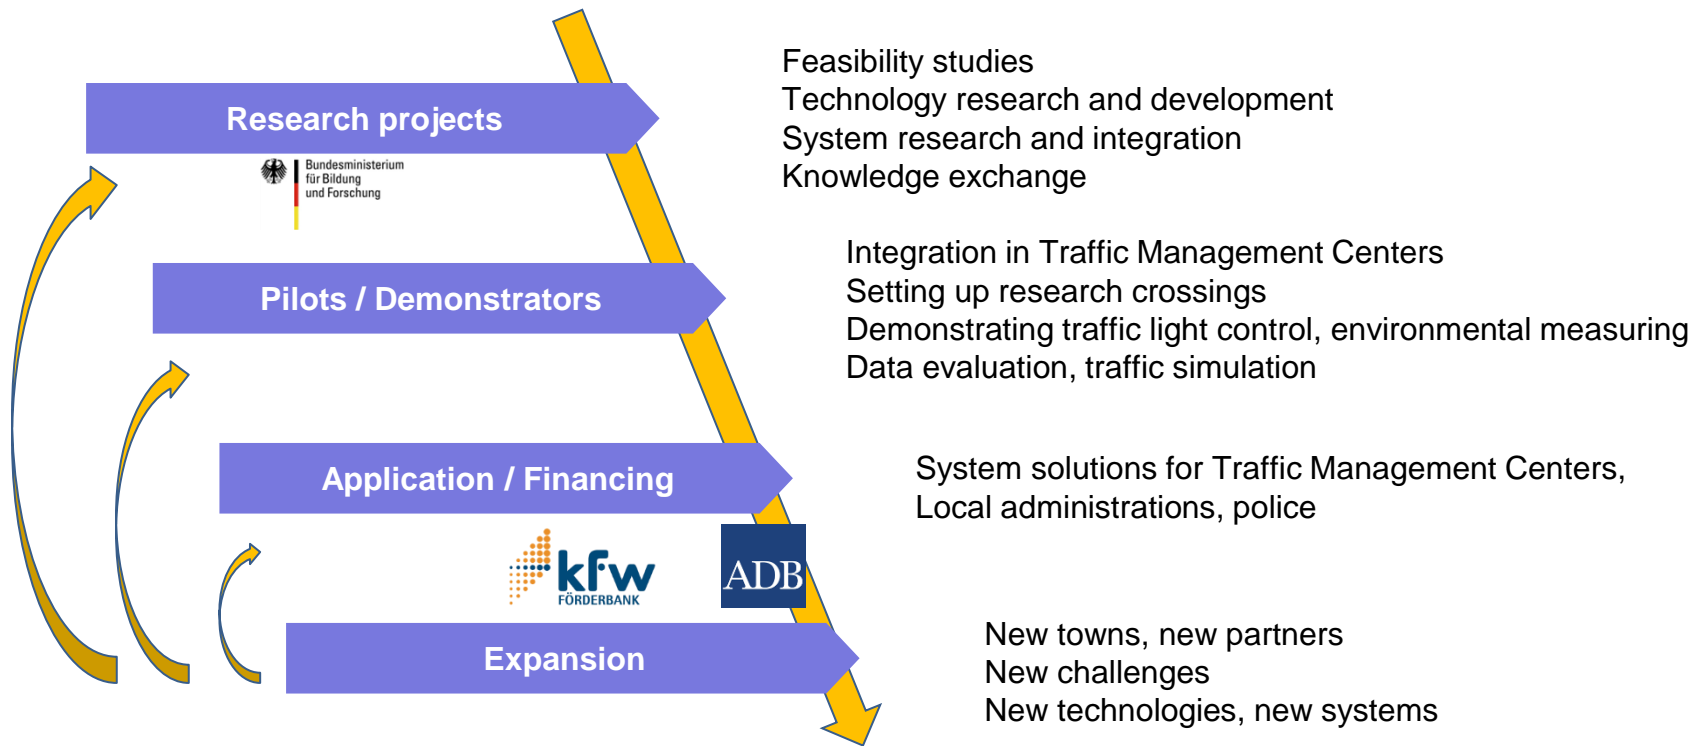 Feasibility studies
Technology research and development
Research projects
System research and integration
Knowledge exchange
Bundesministerium
für Bildung
und Forschung
Integration in Traffic Management Centers
Pilots / Demonstrators
Setting up research crossings
Demonstrating traffic light control, environmental measuring
Data evaluation, traffic simulation
Application / Financing
System solutions for Traffic Management Centers,
Local administrations, police
kfw
FÖRDERBANK
ADB
Expansion
New towns, new partners
New challenges
New technologies, new systems